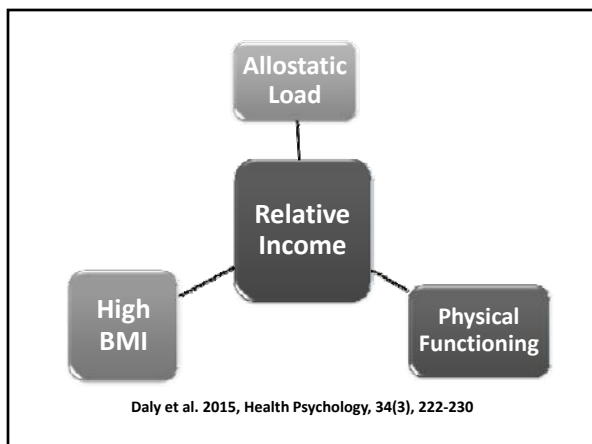 Allostatic
Load
Relative
Income
High
BMI
Physical
Functioning
Daly et al. 2015, Health Psychology, 34(3), 222-230